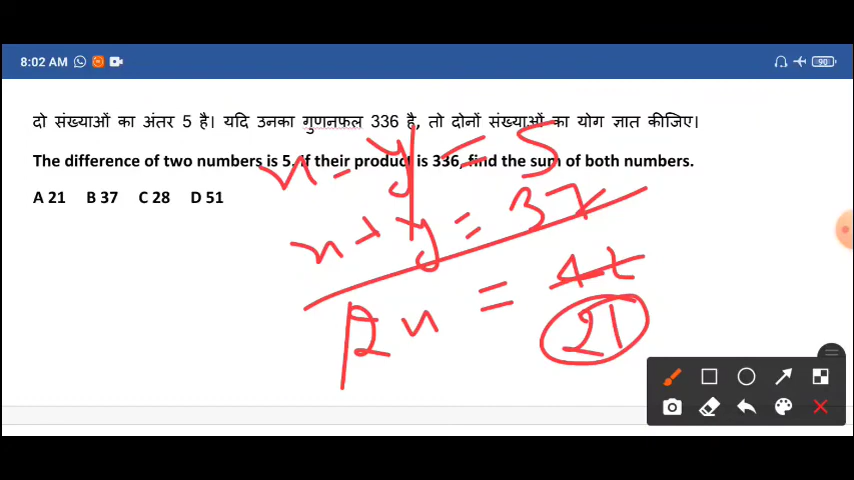 8:02 AM 90
दो संख्याओं का अंतर 5 है। यदि उनका गुणनफल 336 है, तो दोनों संख्याओं का योग ज्ञात कीजिए।
The difference of two numbers is 5. If their product is 336, find the sum of both numbers.
A 21 B 37 C 28 D 51
x - y = 5
x + y = 37
2x = 42
21